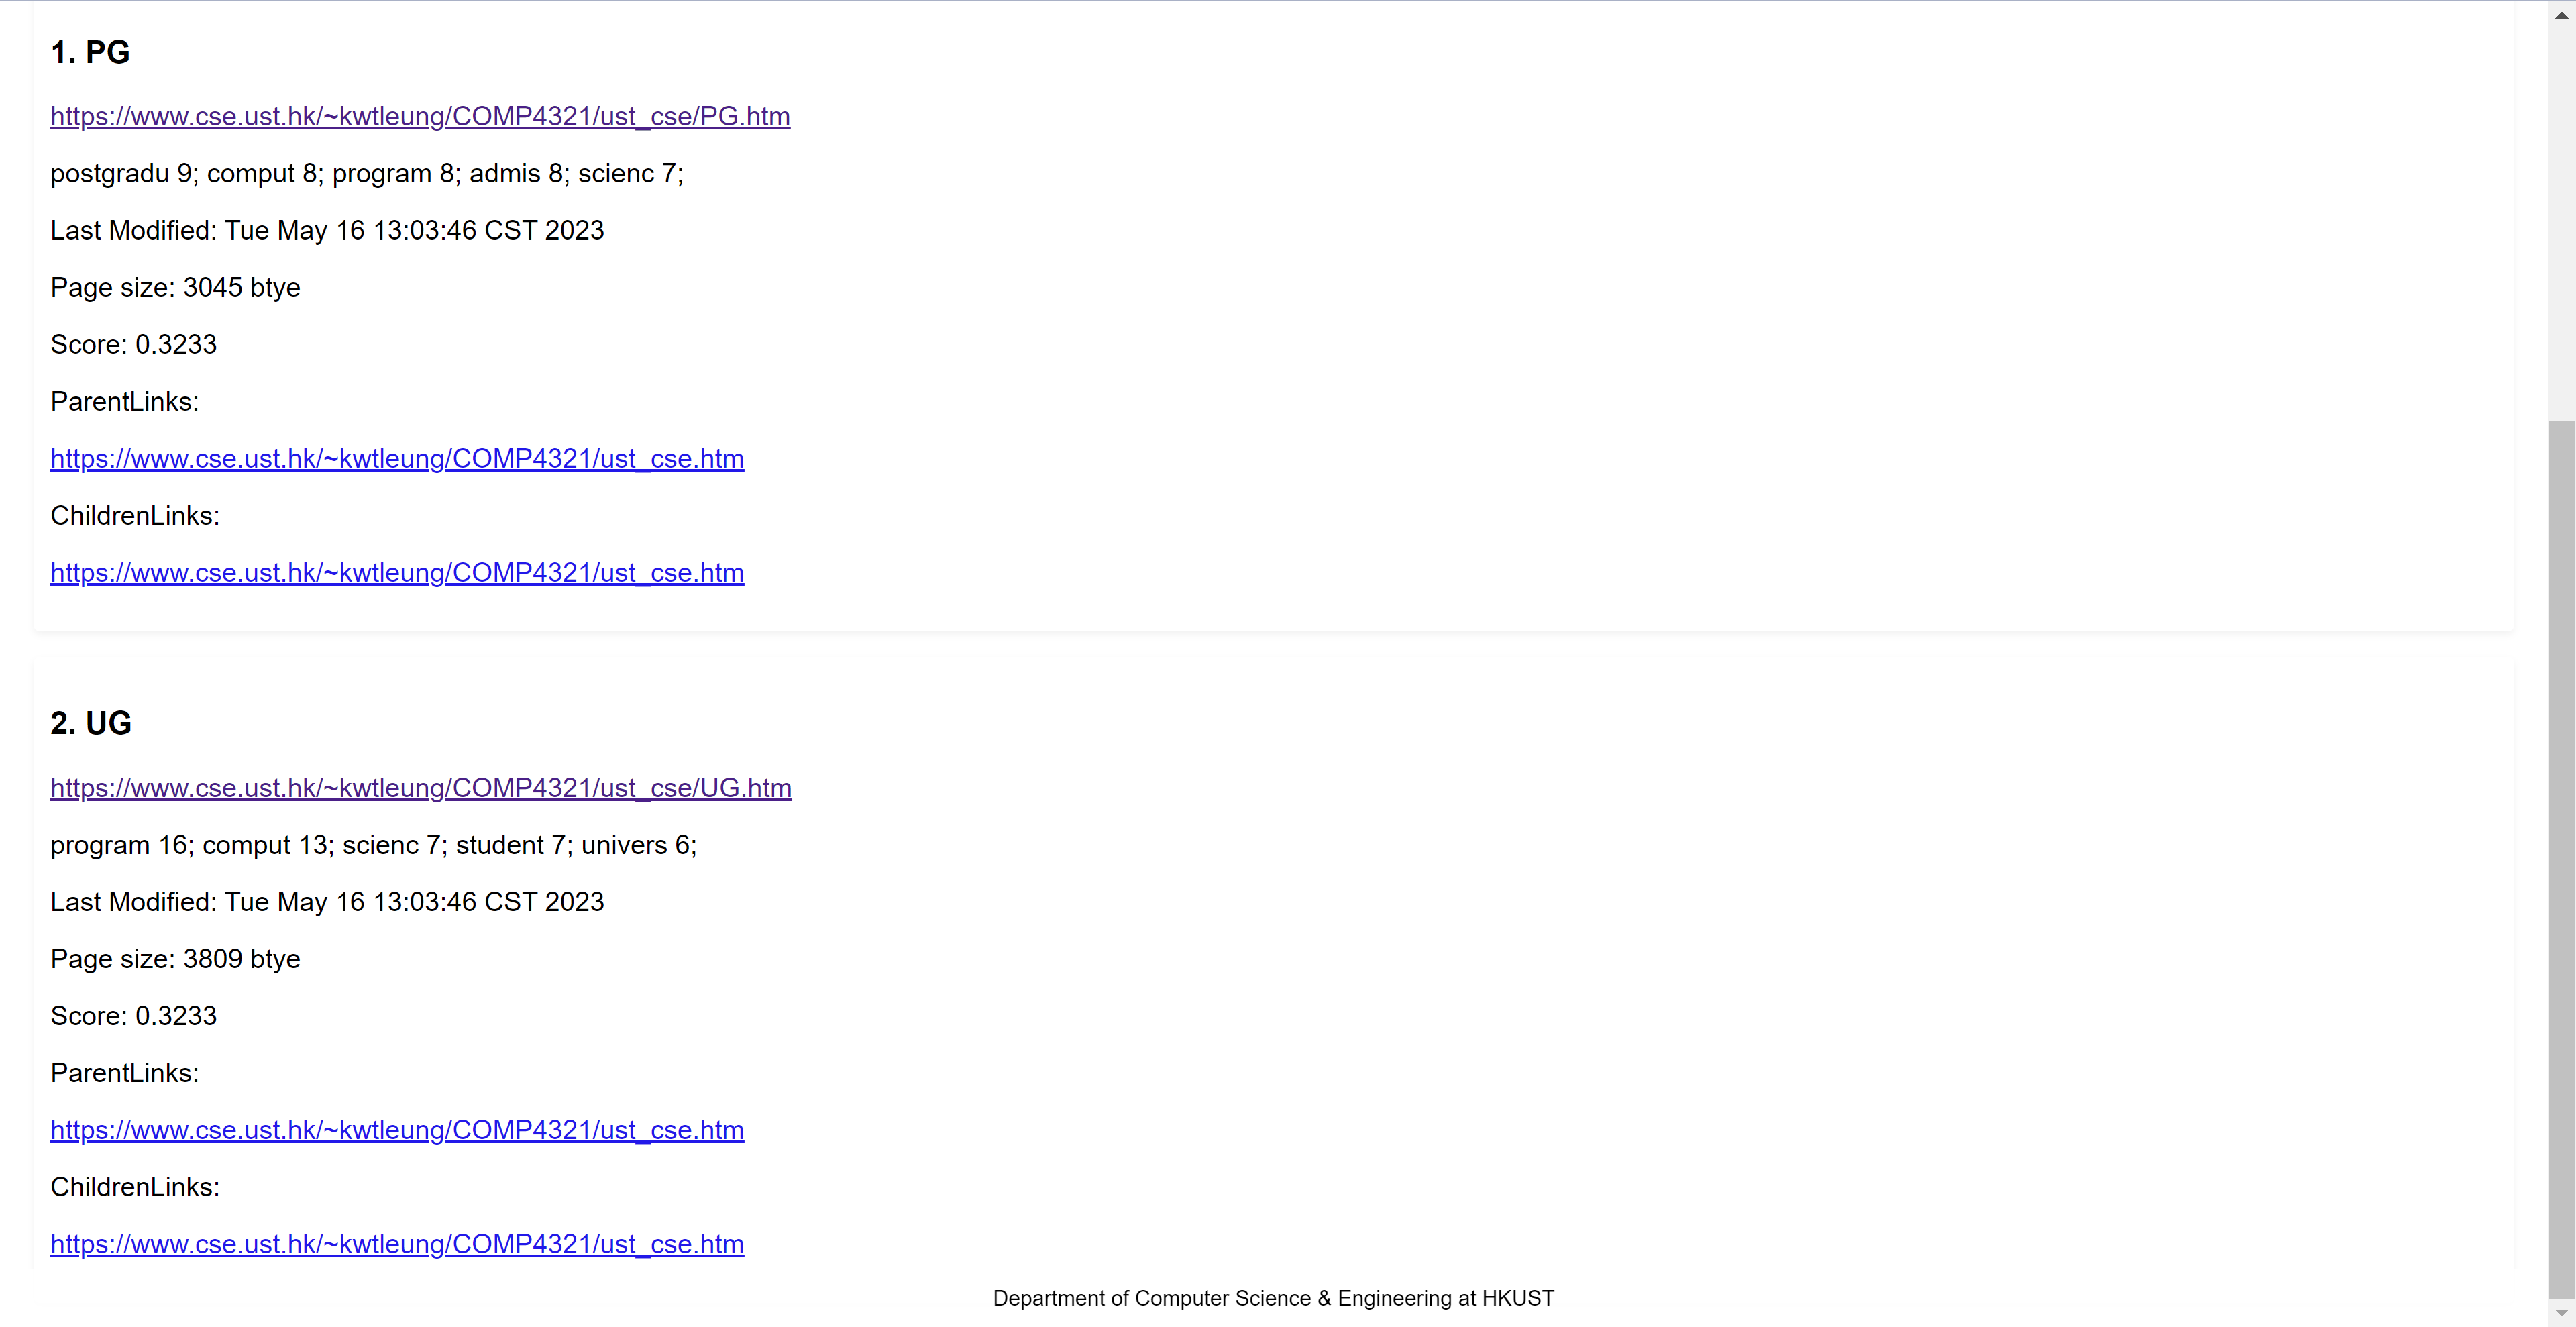 1. PG
https://www.cse.ust.hk/~kwtleung/COMP4321/ust_cse/PG.htm
postgradu 9; comput 8; program 8; admis 8; scienc 7;
Last Modified: Tue May 16 13:03:46 CST 2023
Page size: 3045 btye
Score: 0.3233
ParentLinks:
https://www.cse.ust.hk/~kwtleung/COMP4321/ust_cse.htm
ChildrenLinks:
https://www.cse.ust.hk/~kwtleung/COMP4321/ust_cse.htm
2. UG
https://www.cse.ust.hk/~kwtleung/COMP4321/ust_cse/UG.htm
program 16; comput 13; scienc 7; student 7; univers 6;
Last Modified: Tue May 16 13:03:46 CST 2023
Page size: 3809 btye
Score: 0.3233
ParentLinks:
https://www.cse.ust.hk/~kwtleung/COMP4321/ust_cse.htm
ChildrenLinks:
https://www.cse.ust.hk/~kwtleung/COMP4321/ust_cse.htm
Department of Computer Science & Engineering at HKUST